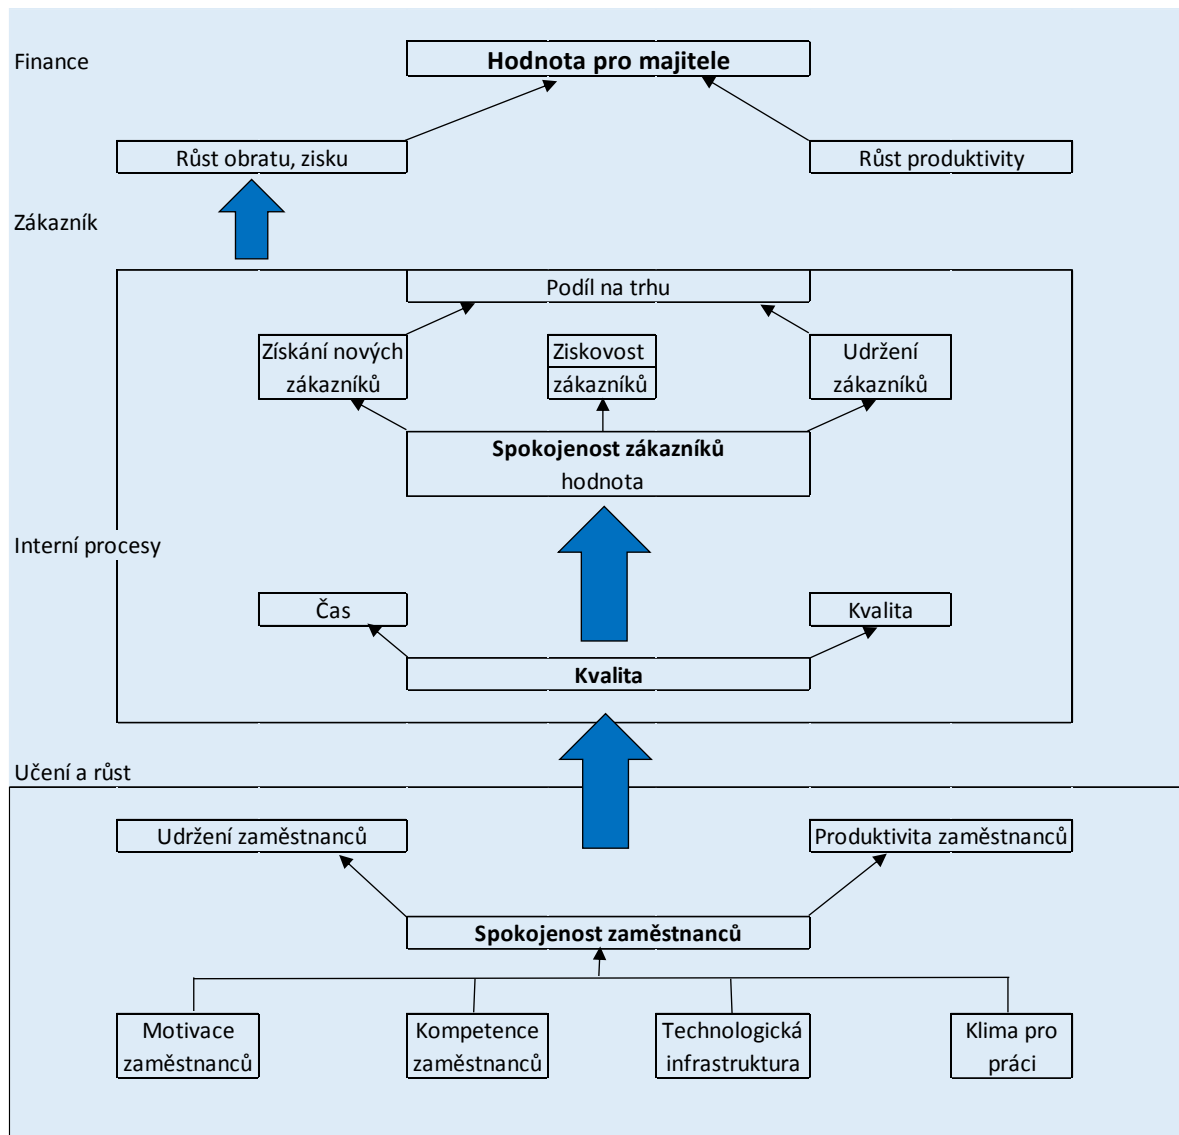 Finance
Hodnota pro majitele
Růst obratu, zisku
Růst produktivity
Zákazník
Podíl na trhu
Získání nových
zákazníků
Ziskovost
zákazníků
Udržení
zákazníků
Spokojenost zákazníků
hodnota
Interní procesy
Čas
Kvalita
Kvalita
Učení a růst
Udržení zaměstnanců
Produktivita zaměstnanců
Spokojenost zaměstnanců
Motivace
zaměstnanců
Kompetence
zaměstnanců
Technologická
infrastruktura
Klima pro
práci